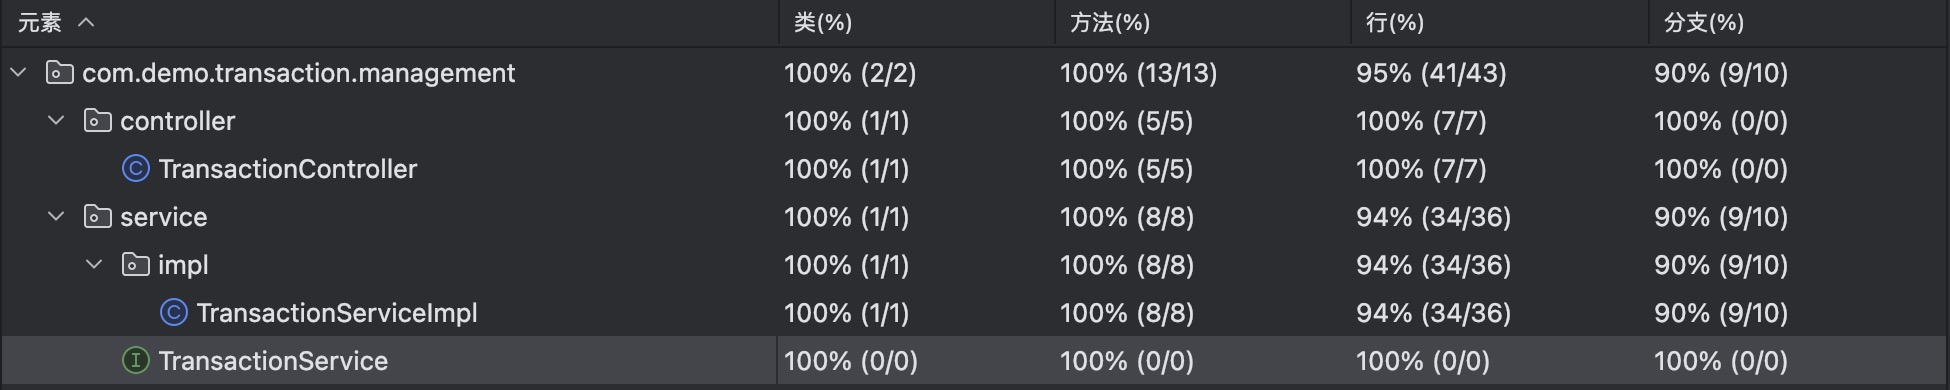 元素 类(%) 方法(%) 行(%) 分支(%)
com.demo.transaction.management 100% (2/2) 100% (13/13) 95% (41/43) 90% (9/10)
controller 100% (1/1) 100% (5/5) 100% (7/7) 100% (0/0)
TransactionController 100% (1/1) 100% (5/5) 100% (7/7) 100% (0/0)
service 100% (1/1) 100% (8/8) 94% (34/36) 90% (9/10)
impl 100% (1/1) 100% (8/8) 94% (34/36) 90% (9/10)
TransactionServiceImpl 100% (1/1) 100% (8/8) 94% (34/36) 90% (9/10)
TransactionService 100% (0/0) 100% (0/0) 100% (0/0) 100% (0/0)